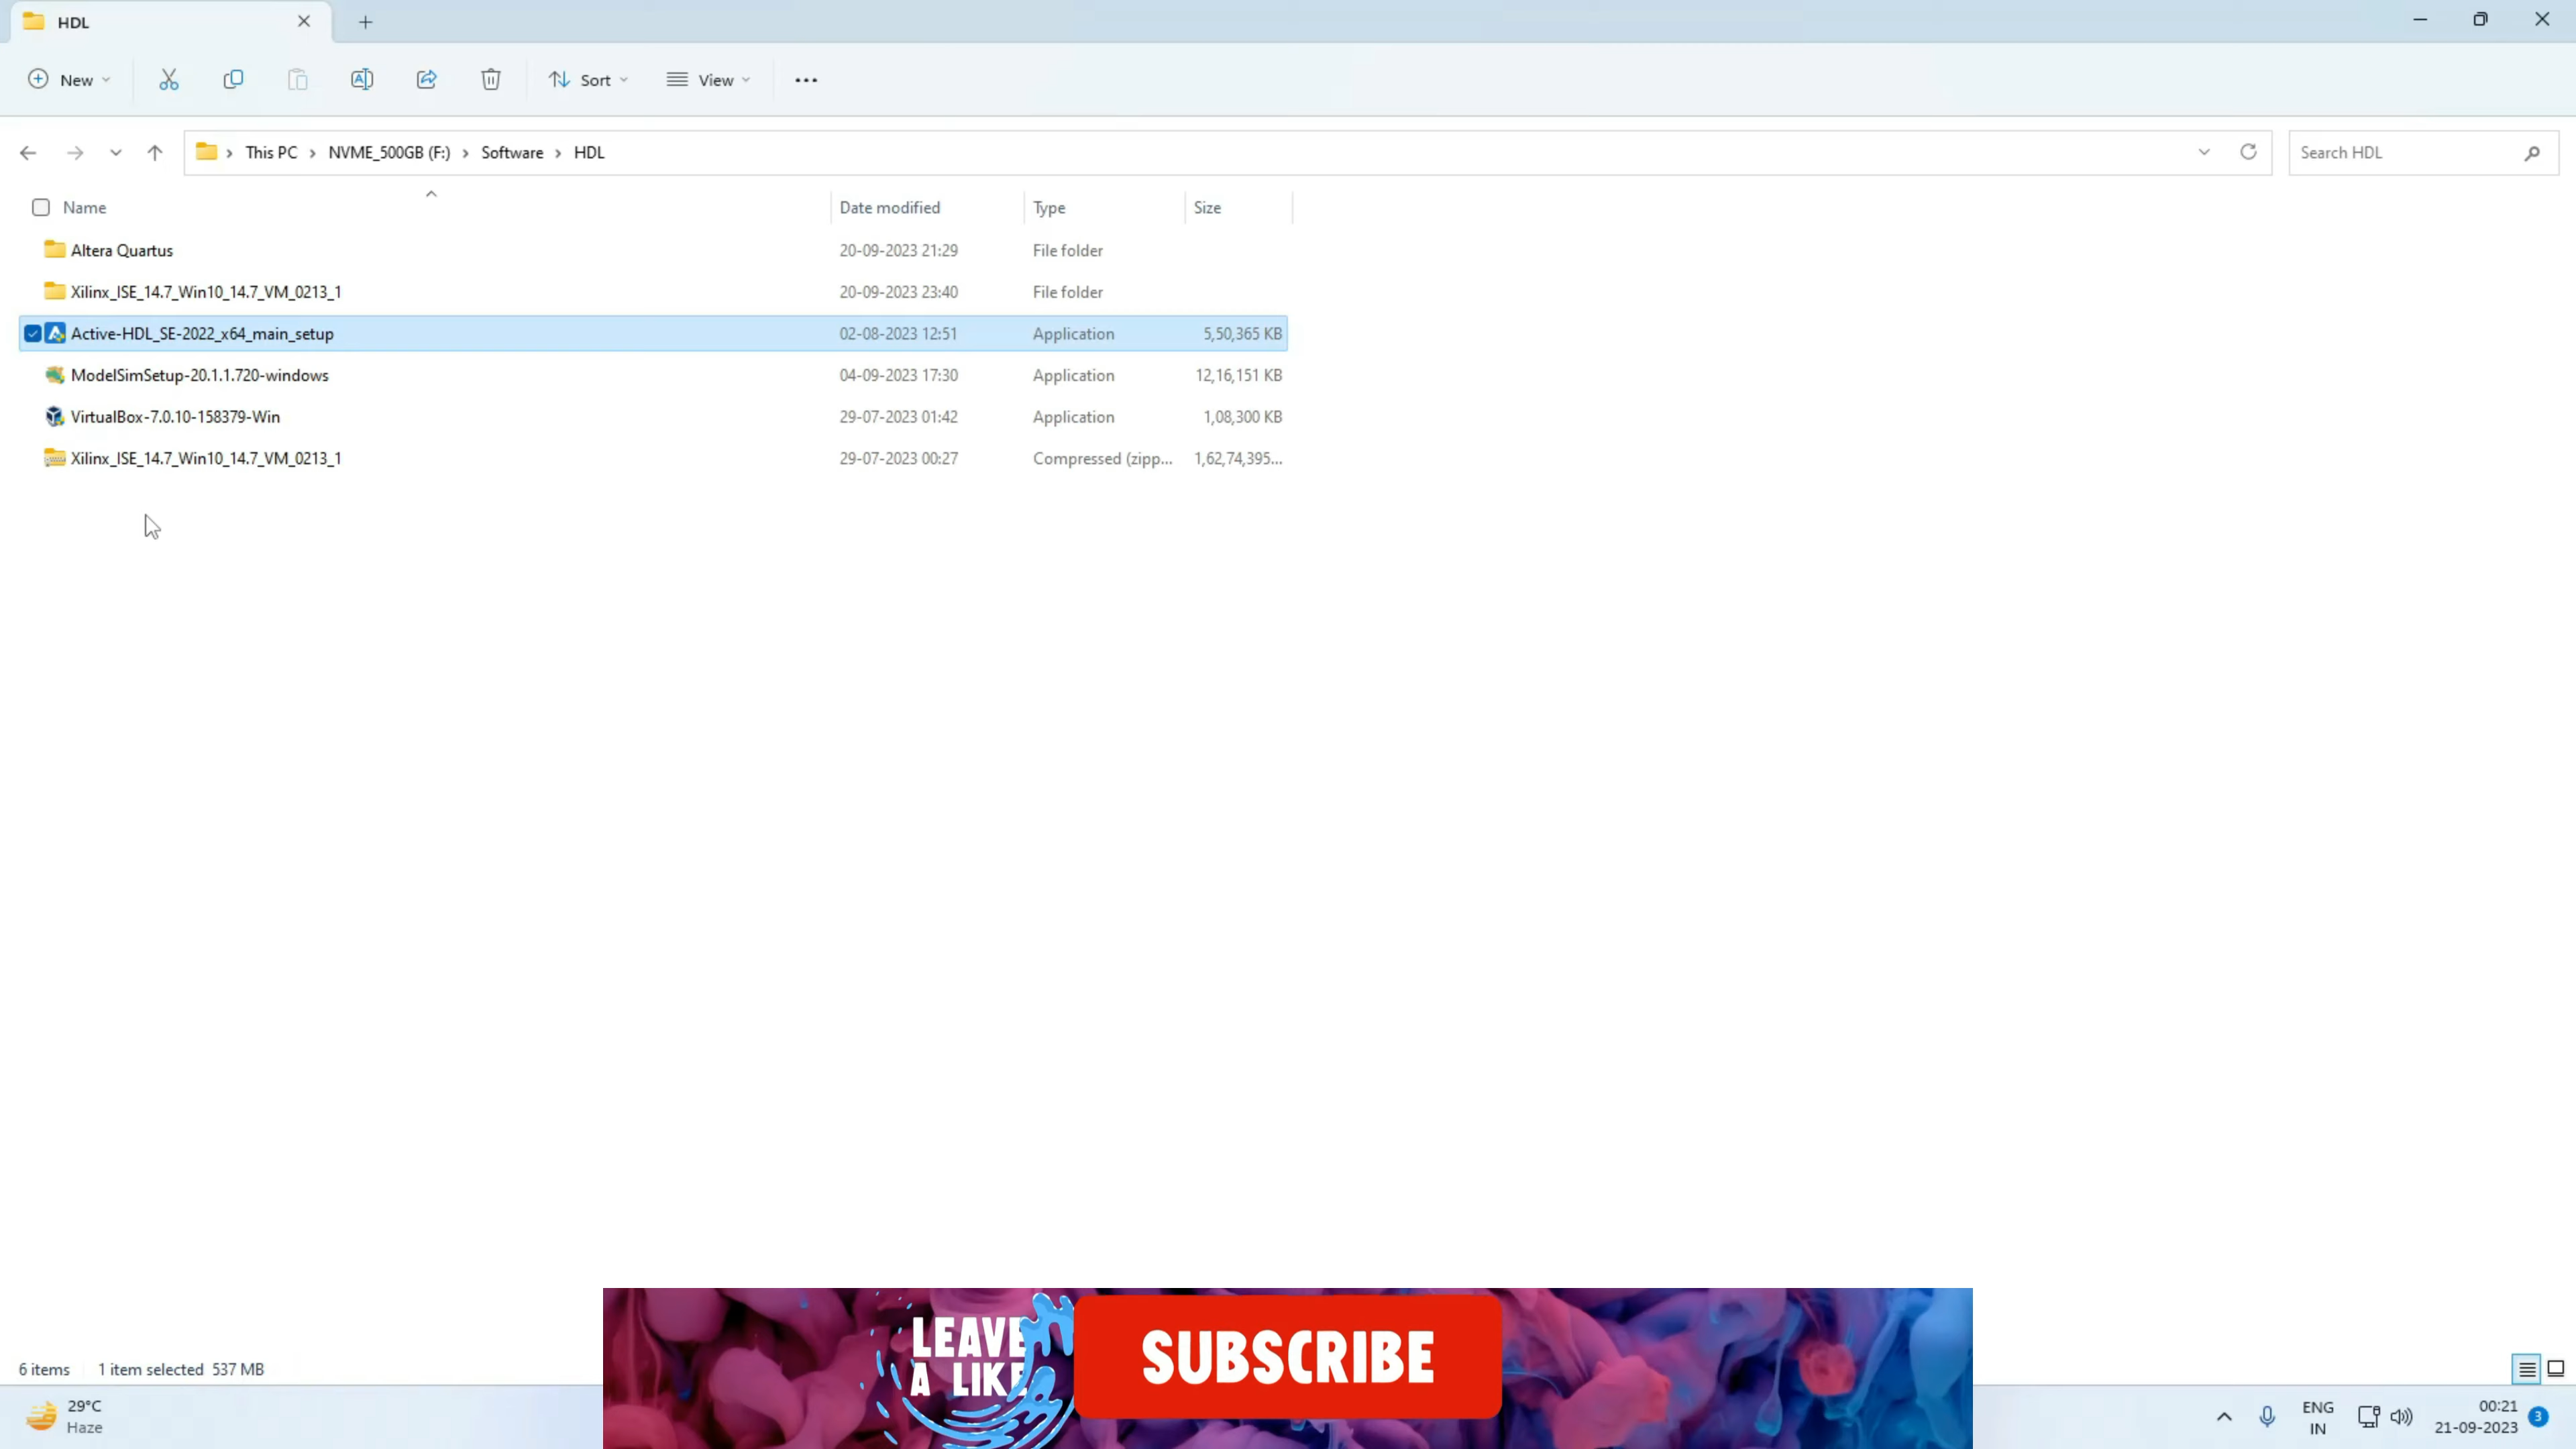 HDL
New
Sort
View
This PC
NVME_500GB (F:)
Software
HDL
Search HDL
Name
Date modified
Type
Size
Altera Quartus
20-09-2023 21:29
File folder
Xilinx_ISE_14.7_Win10_14.7_VM_0213_1
20-09-2023 23:40
File folder
Active-HDL_SE-2022_x64_main_setup
02-08-2023 12:51
Application
5,50,365 KB
ModelSimSetup-20.1.1.720-windows
04-09-2023 17:30
Application
12,16,151 KB
VirtualBox-7.0.10-158379-Win
29-07-2023 01:42
Application
1,08,300 KB
Xilinx_ISE_14.7_Win10_14.7_VM_0213_1
29-07-2023 00:27
Compressed (zipp...
1,62,74,395...
LEAVE
A LIKE
SUBSCRIBE
6 items
1 item selected 537 MB
29°C
Haze
ENG
IN
00:21
21-09-2023
3